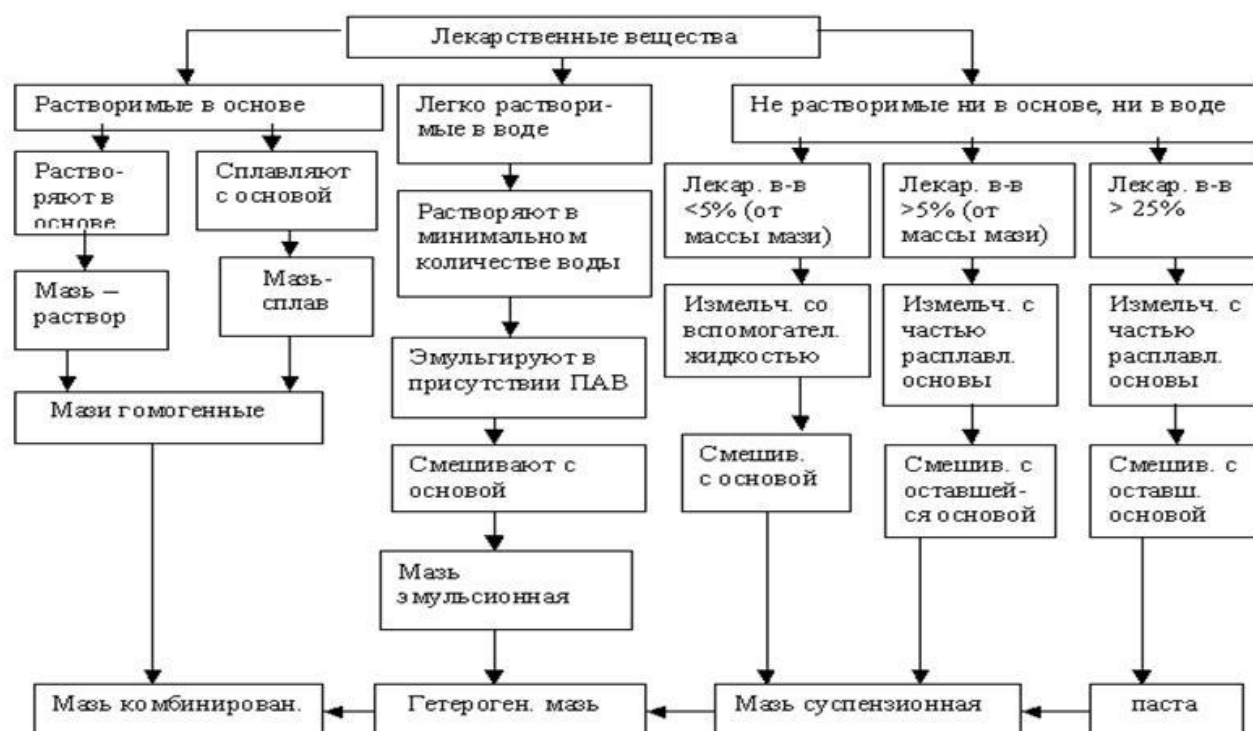 Лекарственные вещества
Растворимые в основе
Легко раствори-
мые в воде
Не растворимые ни в основе, ни в воде
Раство-
ряют в
основе
Сплавляют
с основой
Растворяют в
минимальном
количестве воды
Лекар. в-в
<5% (от
массы мази)
Лекар. в-в
>5% (от
массы мази)
Лекар. в-в
> 25%
Мазь –
раствор
Мазь-
сплав
Эмульгируют в
присутствии ПАВ
Измельч. со
вспомогател.
жидкостью
Измельч. с
частью
расплавл.
основы
Измельч. с
частью
расплавл.
основы
Мази гомогенные
Смешивают с
основой
Смешив.
с основой
Смешив. с
оставшей-
ся основой
Смешив. с
оставш.
основой
Мазь
эмульсионная
Мазь комбинирован.
Гетероген. мазь
Мазь суспензионная
паста